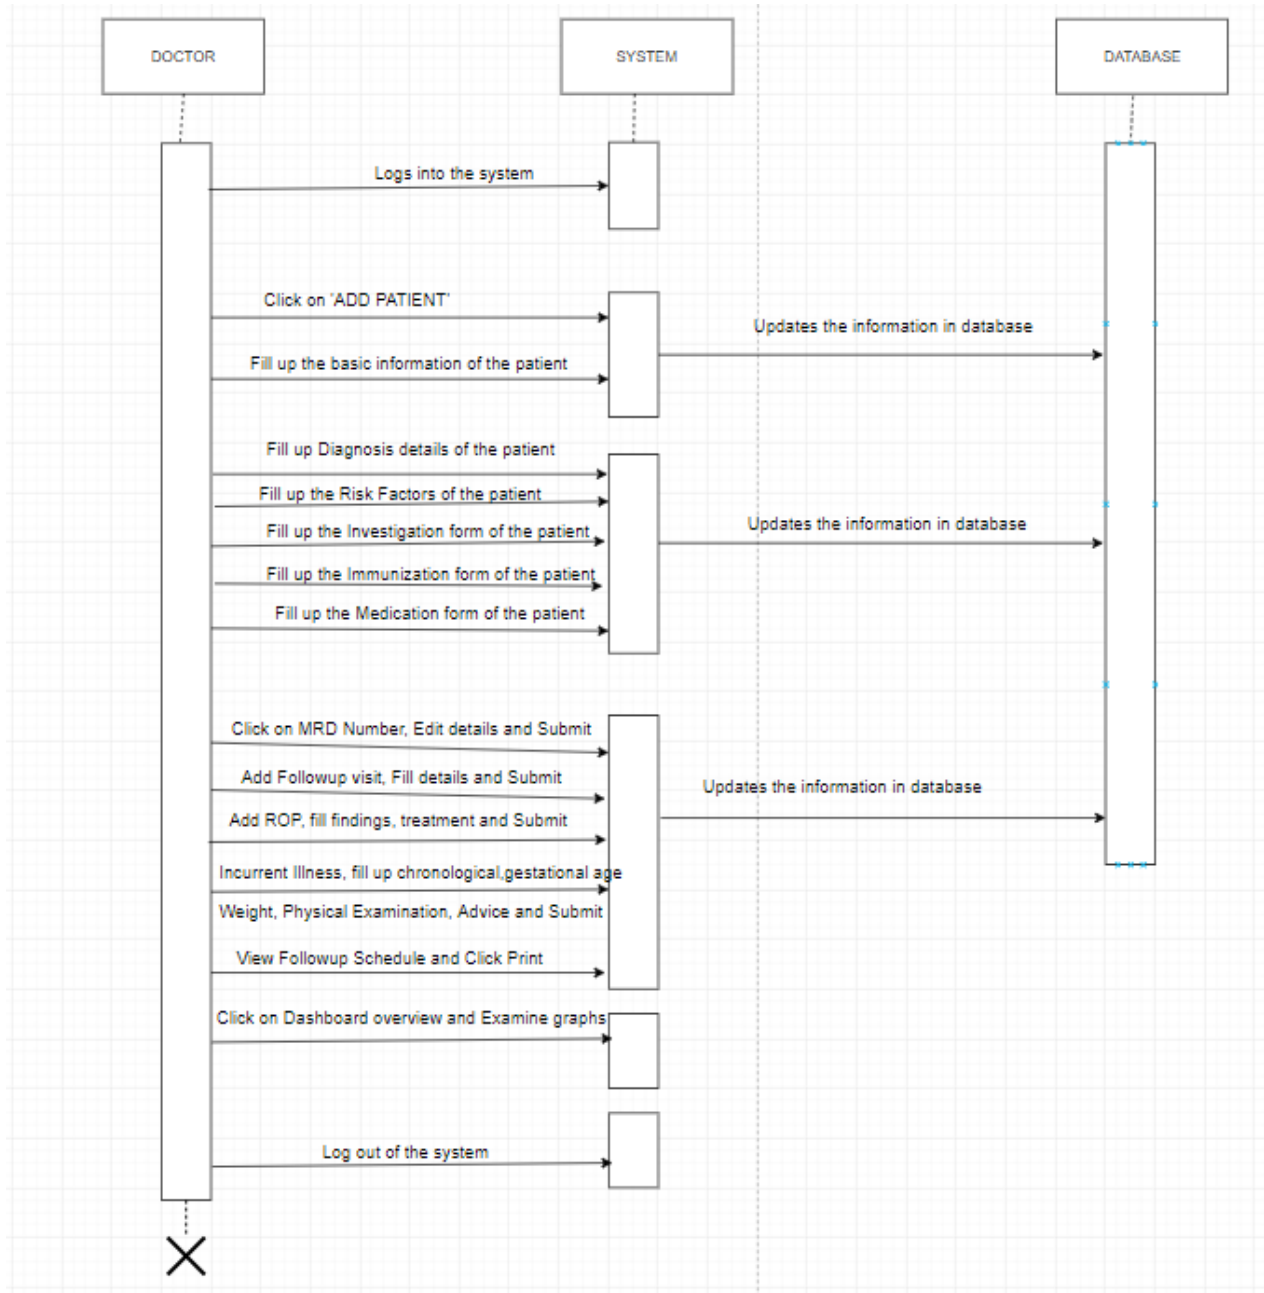 DOCTOR
SYSTEM
DATABASE
Logs into the system
Click on 'ADD PATIENT'
Updates the information in database
Fill up the basic information of the patient
Fill up Diagnosis details of the patient
Fill up the Risk Factors of the patient
Updates the information in database
Fill up the Investigation form of the patient
Fill up the Immunization form of the patient
Fill up the Medication form of the patient
Click on MRD Number, Edit details and Submit
Add Followup visit, Fill details and Submit
Updates the information in database
Add ROP, fill findings, treatment and Submit
Incurrent Illness, fill up chronological,gestational age
Weight, Physical Examination, Advice and Submit
View Followup Schedule and Click Print
Click on Dashboard overview and Examine graphs
Log out of the system